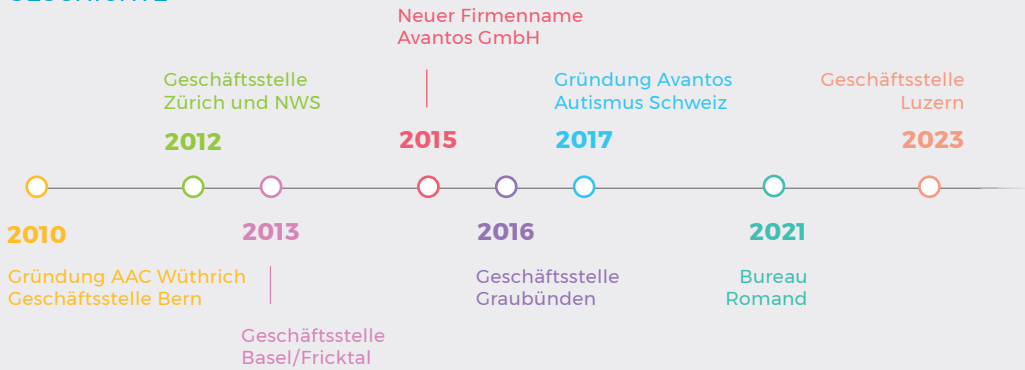 Neuer Firmenname
Avantos GmbH
Geschäftsstelle
Zürich und NWS
Gründung Avantos
Autismus Schweiz
Geschäftsstelle
Luzern
2012
2015
2017
2023
2010
2013
2016
2021
Gründung AAC Wüthrich
Geschäftsstelle Bern
Geschäftsstelle
Graubünden
Bureau
Romand
Geschäftsstelle
Basel/Fricktal